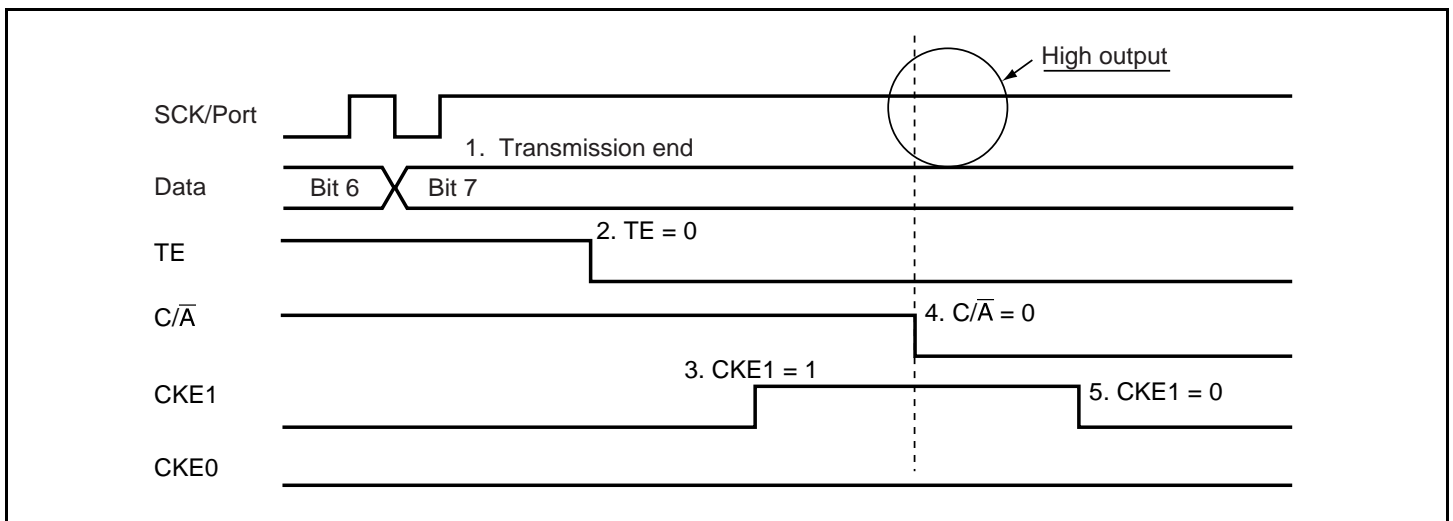 High output
SCK/Port
1. Transmission end
Data
Bit 6
Bit 7
2. TE = 0
TE
C/A̅
4. C/A̅ = 0
3. CKE1 = 1
CKE1
5. CKE1 = 0
CKE0